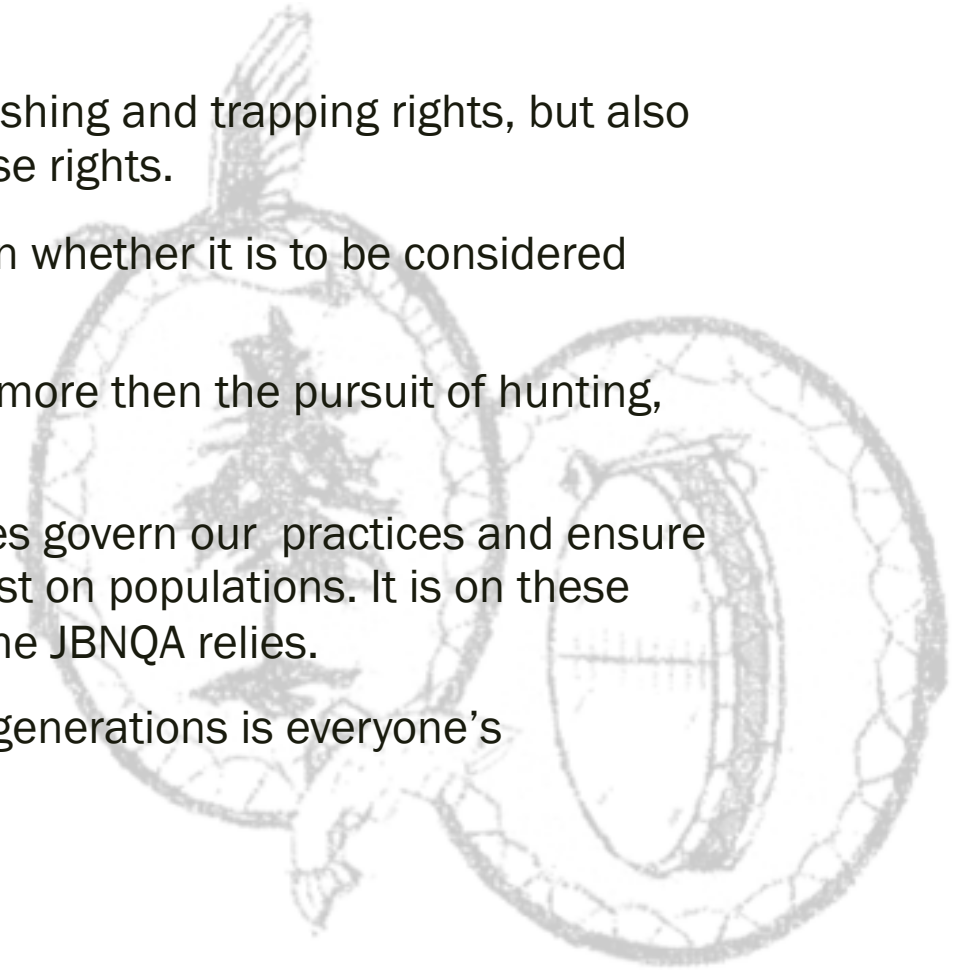 shing and trapping rights, but also
se rights.
n whether it is to be considered
more then the pursuit of hunting,
es govern our  practices and ensure
st on populations. It is on these
he JBNQA relies.
generations is everyone’s